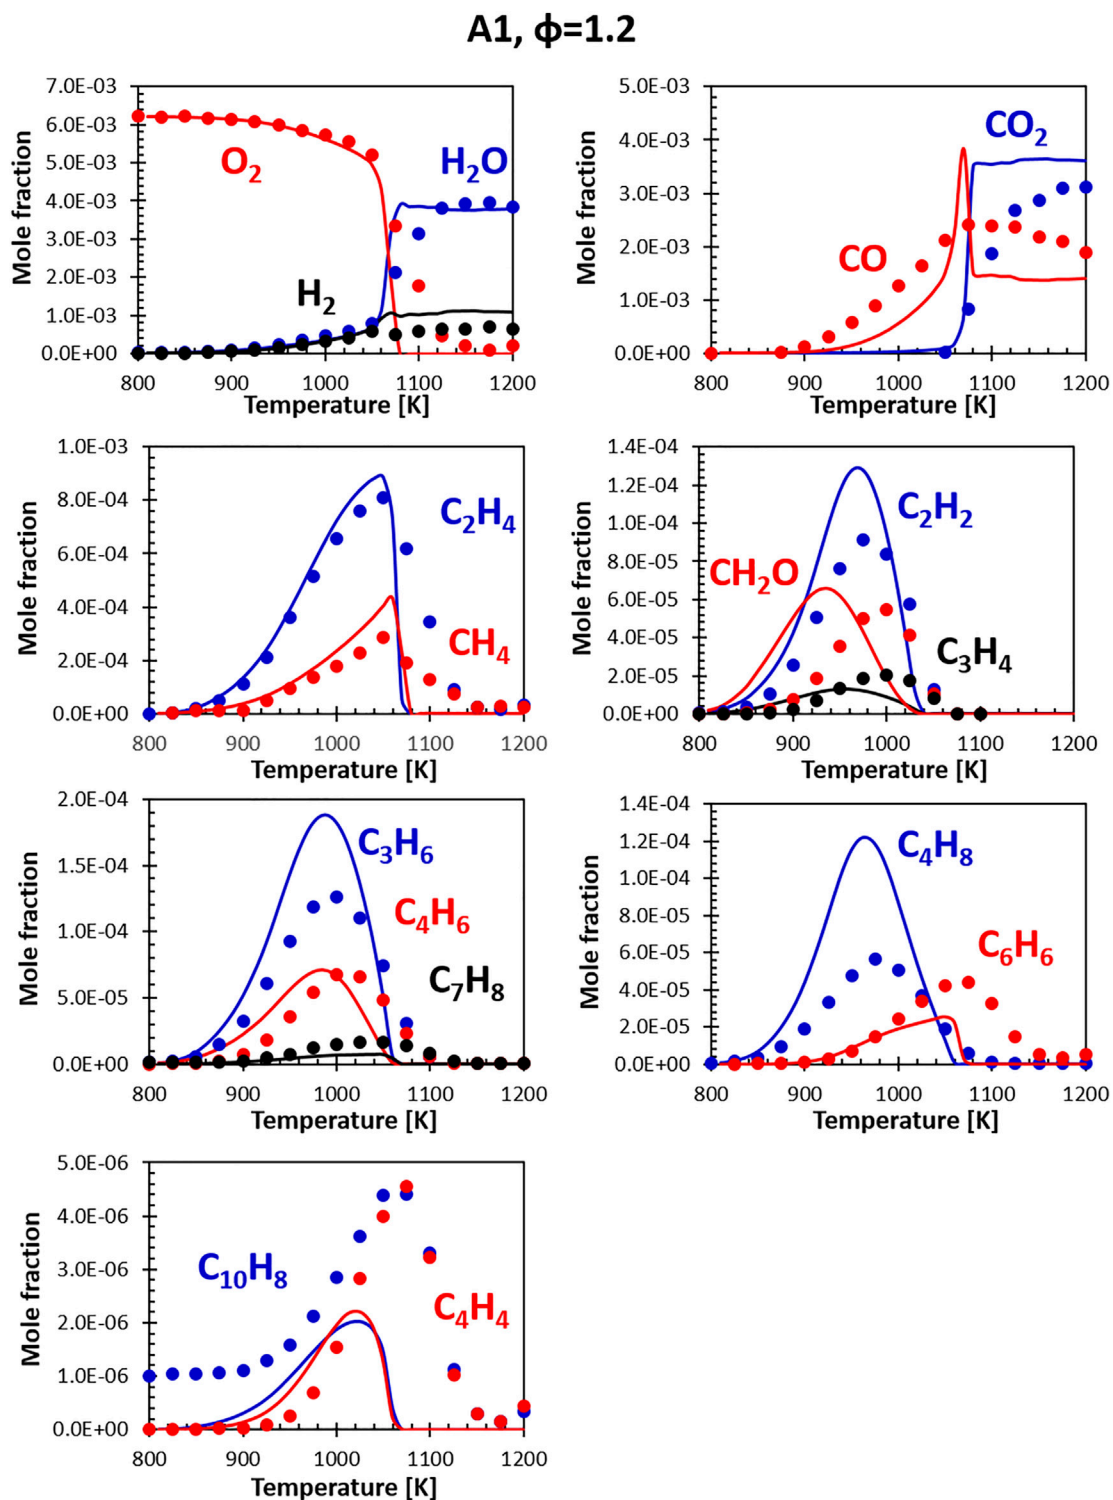 A1, ϕ=1.2
Mole fraction
7.0E-03
6.0E-03
5.0E-03
4.0E-03
3.0E-03
2.0E-03
1.0E-03
0.0E+00
O2
H2O
H2
800 900 1000 1100 1200
Temperature [K]
Mole fraction
5.0E-03
4.0E-03
3.0E-03
2.0E-03
1.0E-03
0.0E+00
CO2
CO
800 900 1000 1100 1200
Temperature [K]
Mole fraction
1.0E-03
8.0E-04
6.0E-04
4.0E-04
2.0E-04
0.0E+00
C2H4
CH4
800 900 1000 1100 1200
Temperature [K]
Mole fraction
1.4E-04
1.2E-04
1.0E-04
8.0E-05
6.0E-05
4.0E-05
2.0E-05
0.0E+00
C2H2
CH2O
C3H4
800 900 1000 1100 1200
Temperature [K]
Mole fraction
2.0E-04
1.5E-04
1.0E-04
5.0E-05
0.0E+00
C3H6
C4H6
C7H8
800 900 1000 1100 1200
Temperature [K]
Mole fraction
1.4E-04
1.2E-04
1.0E-04
8.0E-05
6.0E-05
4.0E-05
2.0E-05
0.0E+00
C4H8
C6H6
800 900 1000 1100 1200
Temperature [K]
Mole fraction
5.0E-06
4.0E-06
3.0E-06
2.0E-06
1.0E-06
0.0E+00
C10H8
C4H4
800 900 1000 1100 1200
Temperature [K]